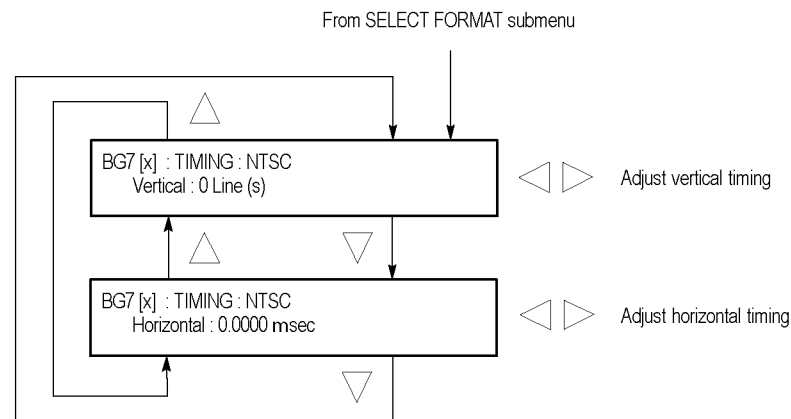 From SELECT FORMAT submenu
BG7 [x] : TIMING : NTSC
Vertical : 0 Line (s)
Adjust vertical timing
BG7 [x] : TIMING : NTSC
Horizontal : 0.0000 msec
Adjust horizontal timing